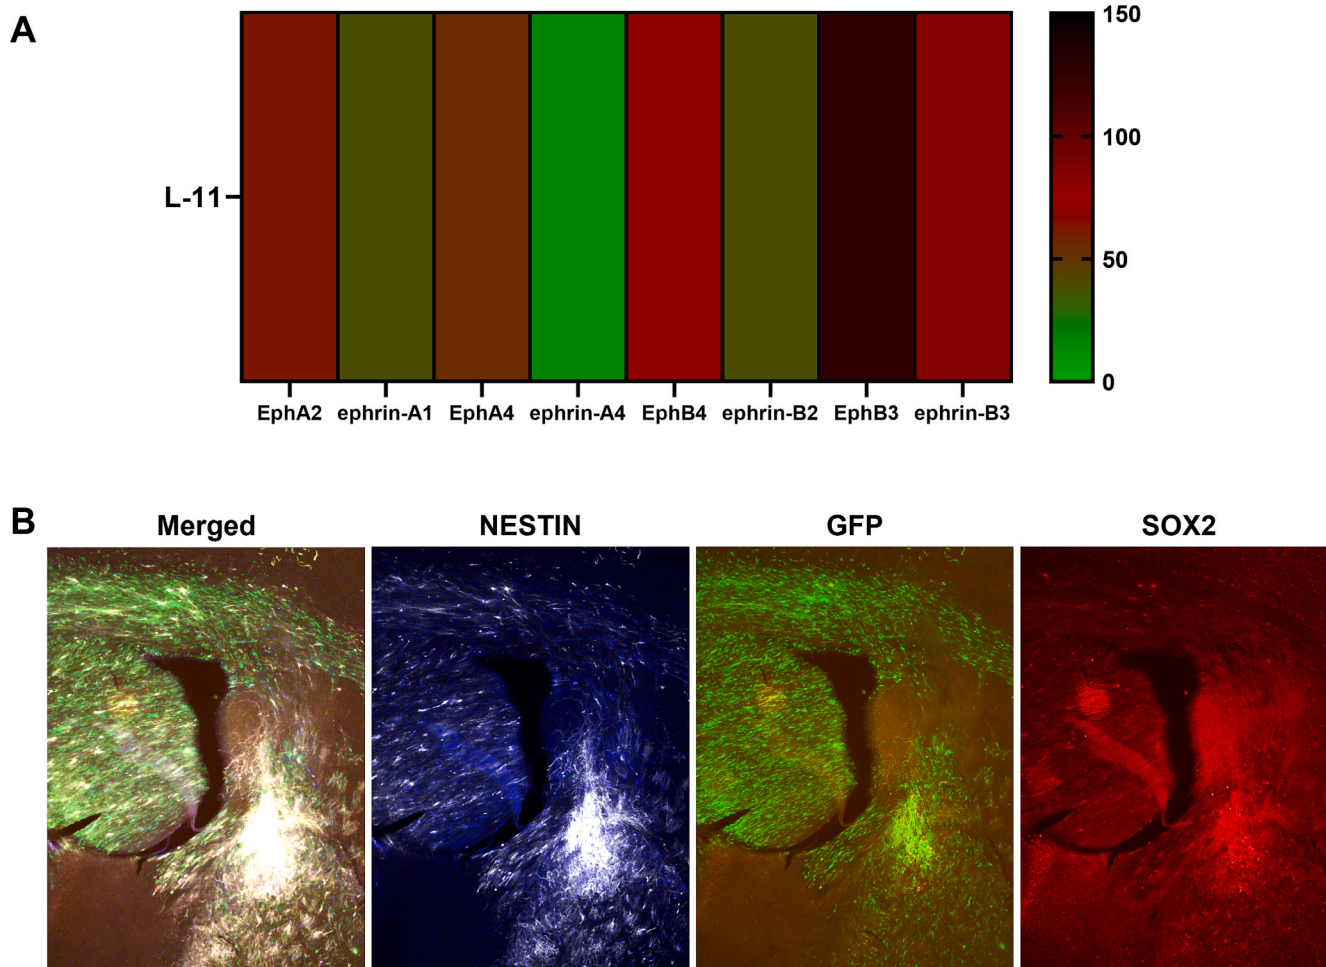 A
150
100
50
0
L-11
EphA2 ephrin-A1 EphA4 ephrin-A4 EphB4 ephrin-B2 EphB3 ephrin-B3
B
Merged NESTIN GFP SOX2